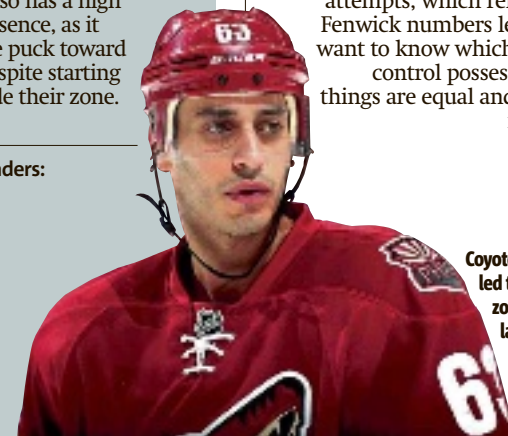 so has a high
sence, as it
e puck toward
spite starting
le their zone.
nders:
attempts, which re
Fenwick numbers le
want to know which
control posses
things are equal and
Coyot
led t
zo
la
63
BAUER
63